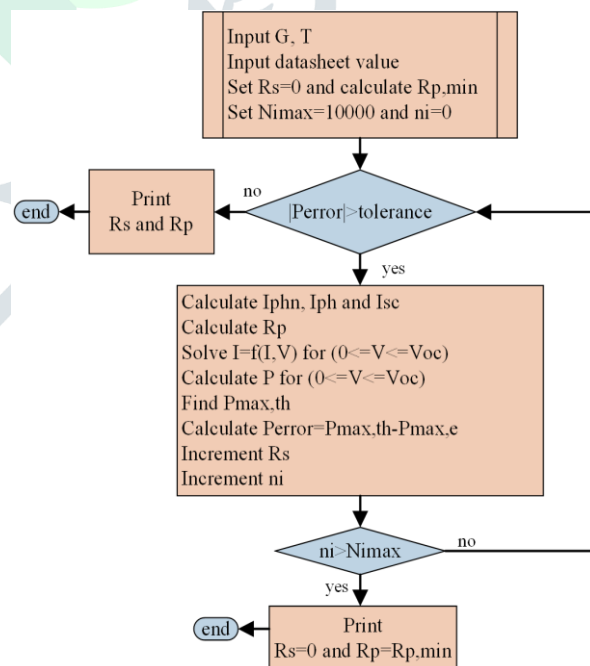 Input G, T
Input datasheet value
Set Rs=0 and calculate Rp,min
Set Nimax=10000 and ni=0
|Perror|>tolerance
no
Print
Rs and Rp
end
yes
Calculate Iphn, Iph and Isc
Calculate Rp
Solve I=f(I,V) for (0<=V<=Voc)
Calculate P for (0<=V<=Voc)
Find Pmax,th
Calculate Perror=Pmax,th-Pmax,e
Increment Rs
Increment ni
ni>Nimax
no
yes
Print
Rs=0 and Rp=Rp,min
end